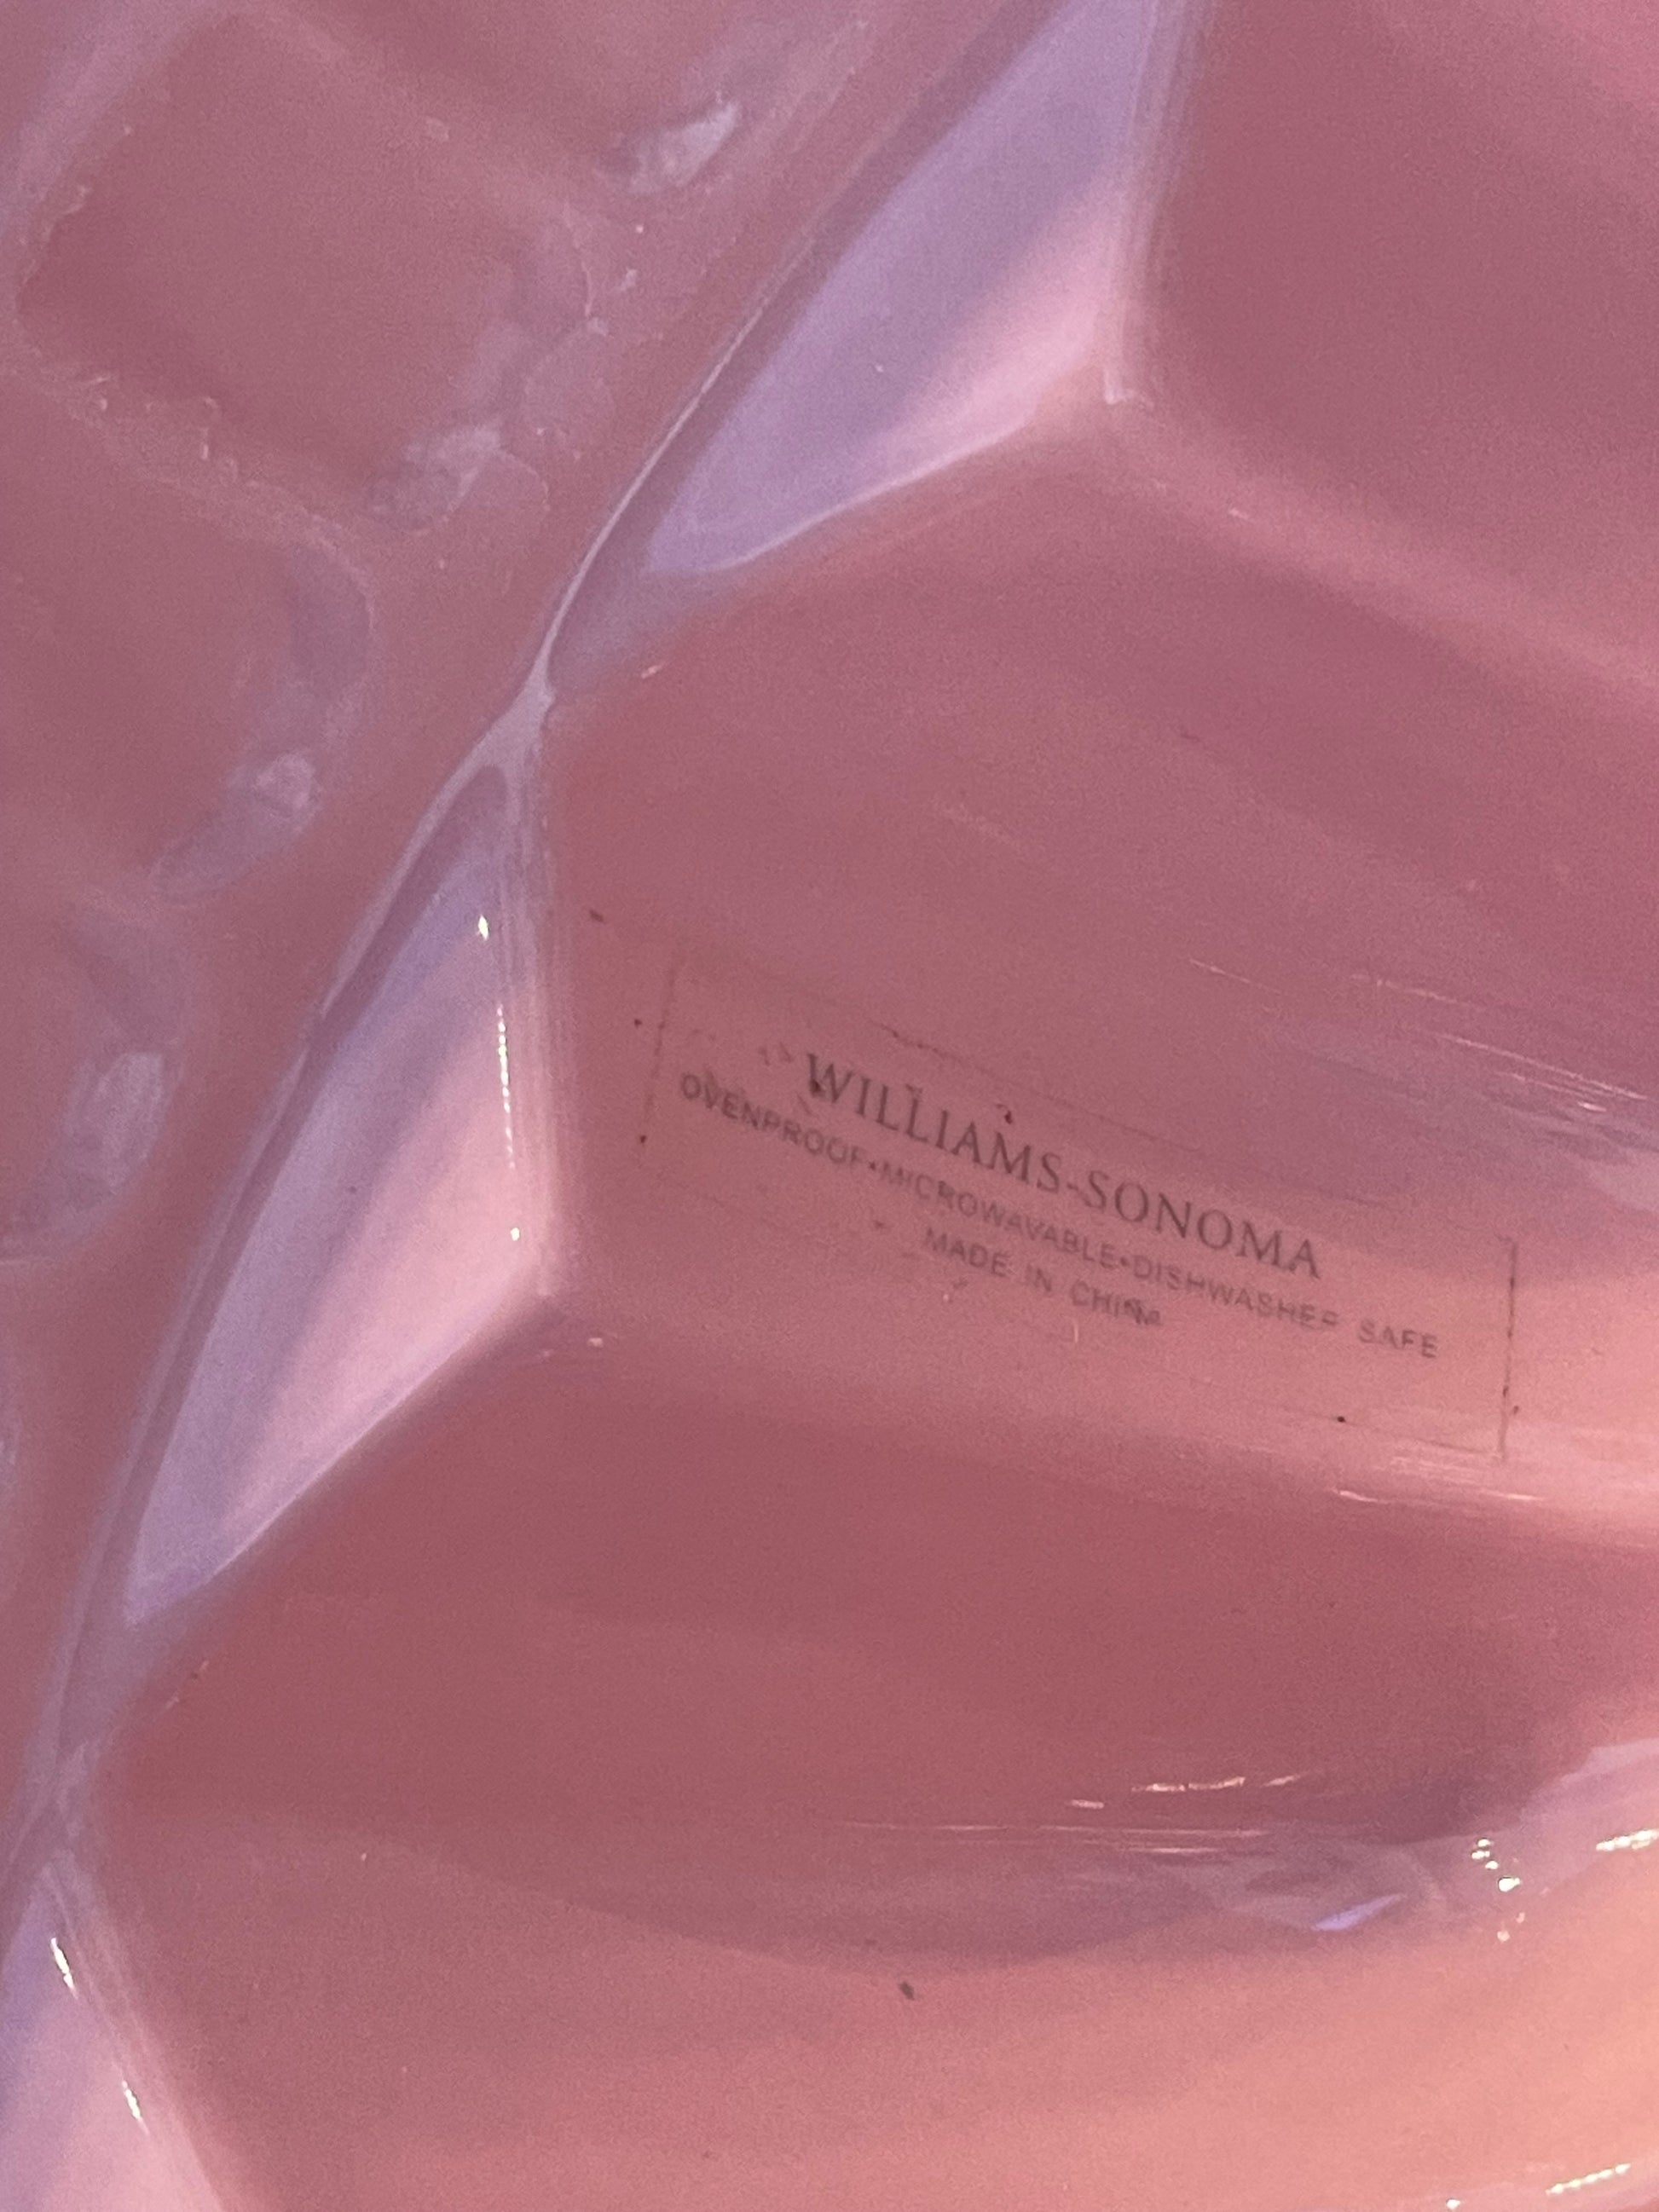 WILLIAMS-SONOMA
OVENPROOF•MICROWAVABLE•DISHWASHER SAFE
MADE IN CHINA